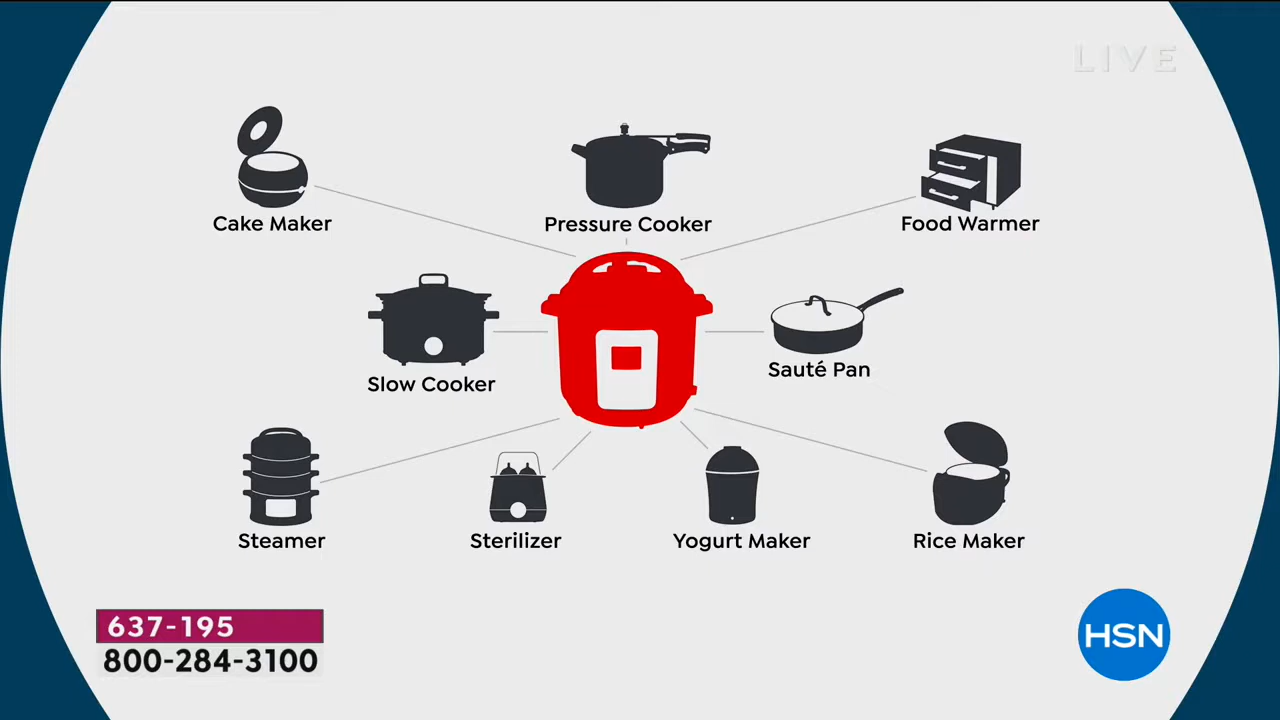 LIVE
Cake Maker
Pressure Cooker
Food Warmer
Slow Cooker
Sauté Pan
Steamer
Sterilizer
Yogurt Maker
Rice Maker
637-195
800-284-3100
HSN